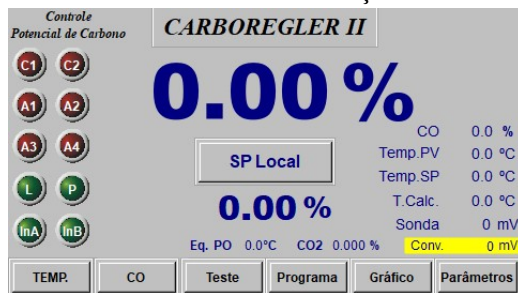 Controle
Potencial de Carbono
CARBOREGLER II
C1 C2
0.00 %
A1 A2
CO 0.0 %
A3 A4
SP Local
Temp.PV 0.0 ºC
Temp.SP 0.0 ºC
L P
T.Calc. 0.0 ºC
0.00 %
Sonda 0 mV
InA InB
Eq. PO 0.0ºC CO2 0.000 % Conv. 0 mV
TEMP. CO Teste Programa Gráfico Parâmetros